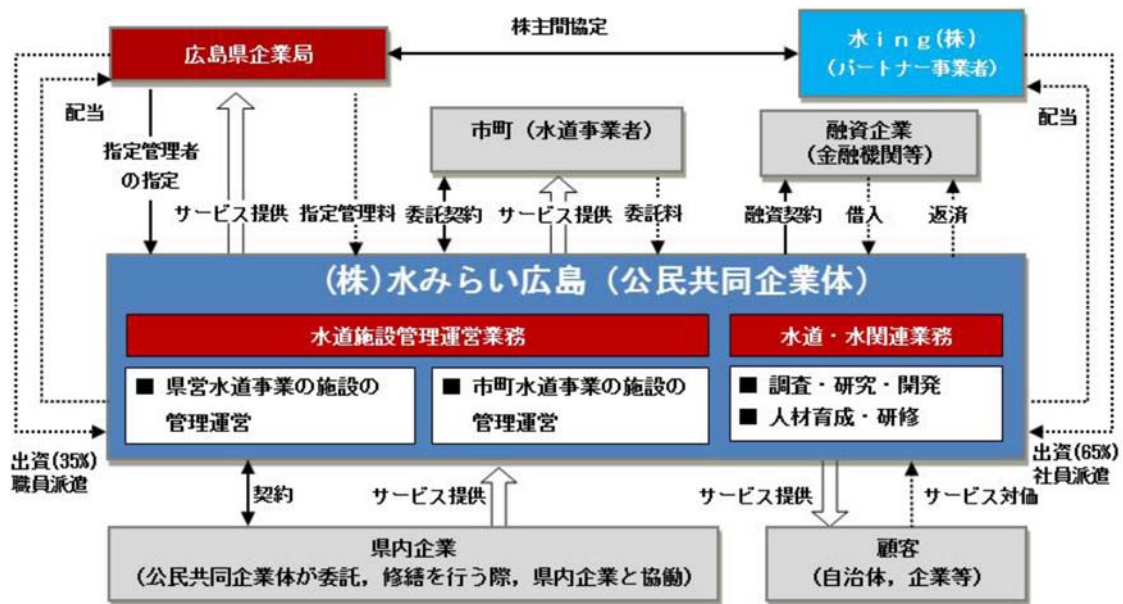 株主間協定
広島県企業局
水ing(株)
(パートナー事業者)
配当
指定管理者
の指定
サービス提供
指定管理料
市町(水道事業者)
委託契約
サービス提供
委託料
融資企業
(金融機関等)
融資契約
借入
返済
配当
(株)水みらい広島(公民共同企業体)
水道施設管理運営業務
■ 県営水道事業の施設の
管理運営
■ 市町水道事業の施設の
管理運営
水道・水関連業務
■ 調査・研究・開発
■ 人材育成・研修
出資(35%)
職員派遣
出資(65%)
社員派遣
契約
サービス提供
サービス提供
サービス対価
県内企業
(公民共同企業体が委託,修繕を行う際,県内企業と協働)
顧客
(自治体,企業等)